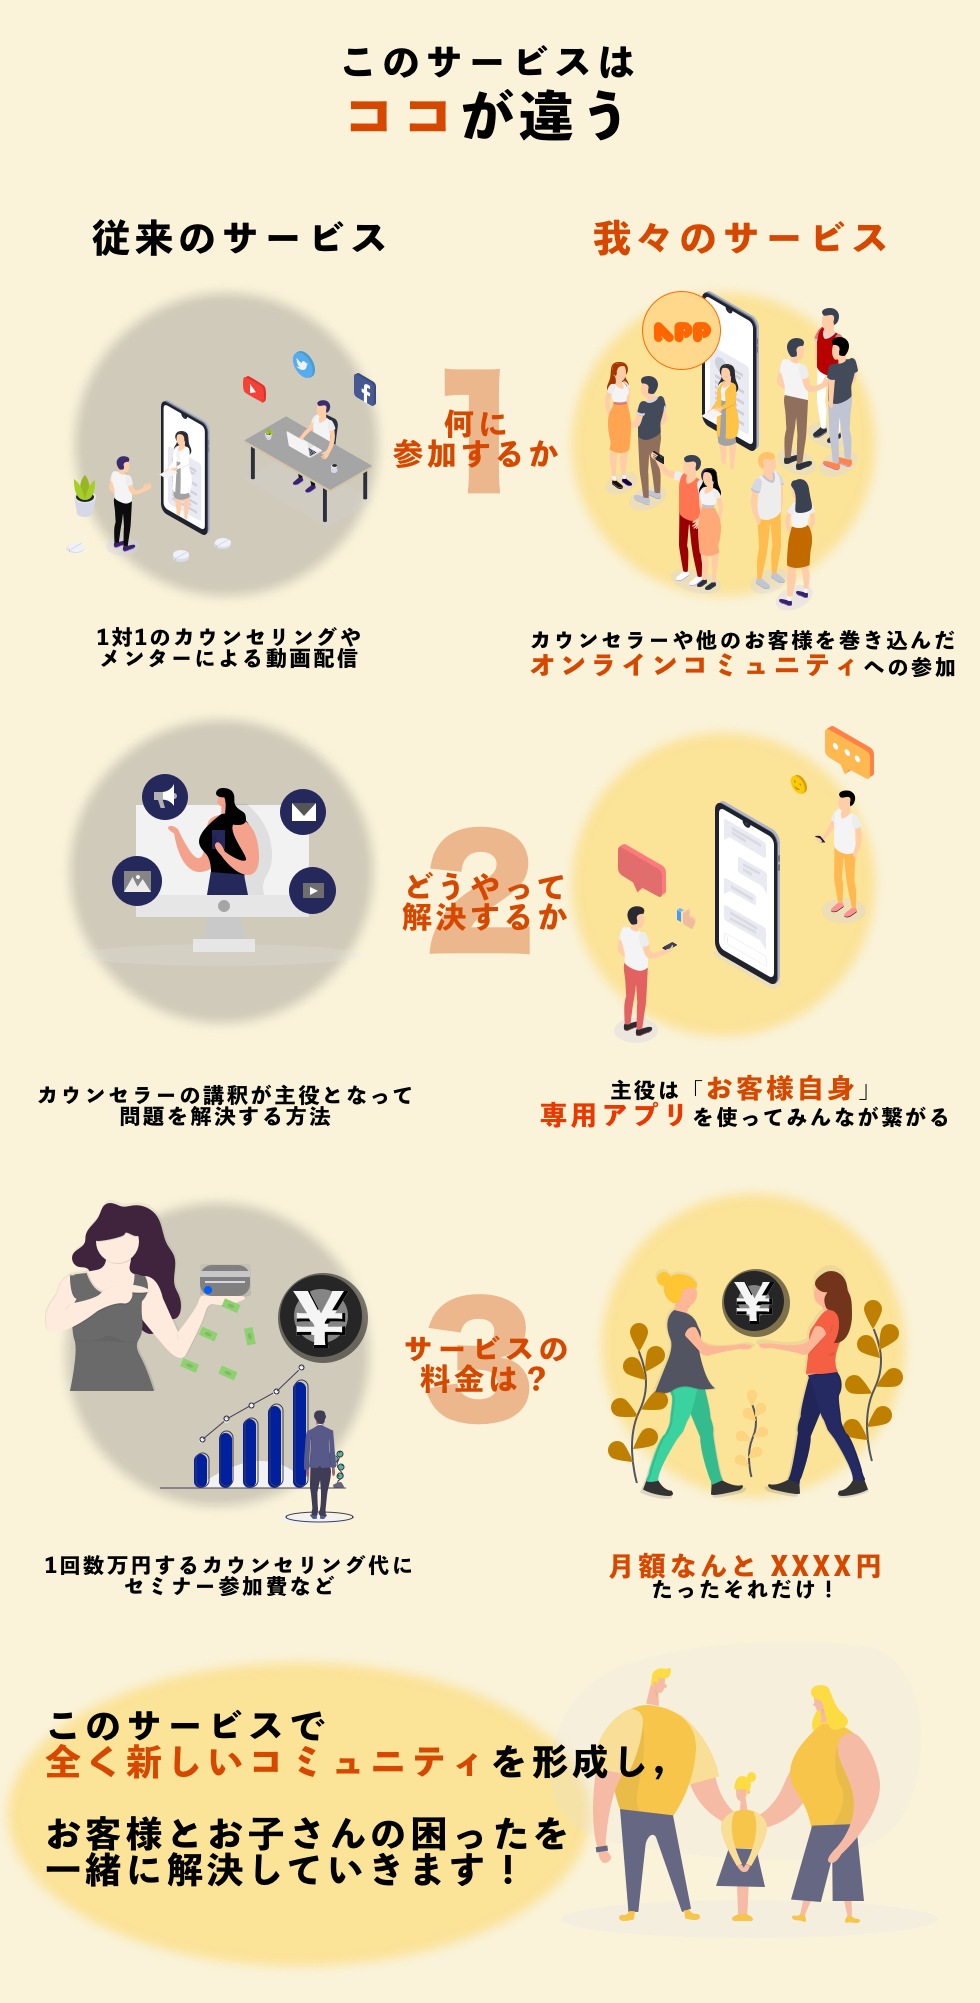 このサービスは
ココが違う
従来のサービス
我々のサービス
APP
1
何に
参加するか
1対1のカウンセリングや
メンターによる動画配信
カウンセラーや他のお客様を巻き込んだ
オンラインコミュニティへの参加
2
どうやって
解決するか
カウンセラーの講釈が主役となって
問題を解決する方法
主役は「お客様自身」
専用アプリを使ってみんなが繋がる
¥
¥
3
サービスの
料金は？
1回数万円するカウンセリング代に
セミナー参加費など
月額なんと XXXX円
たったそれだけ！
このサービスで
全く新しいコミュニティを形成し,
お客様とお子さんの困ったを
一緒に解決していきます！